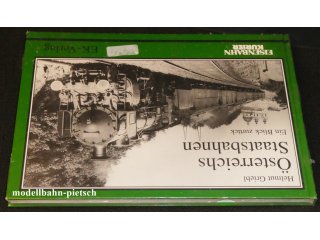 EISENBAHN
KURIER
Helmut Griebl
Österreichs
Staatsbahnen
Ein Blick zurück
EK-Verlag
modellbahn-pietsch